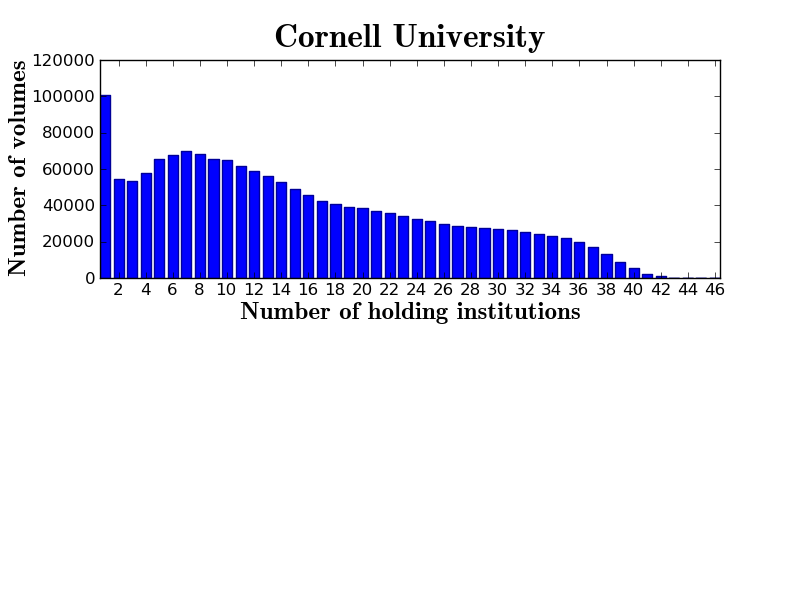 Cornell University
Number of volumes
120000
100000
80000
60000
40000
20000
0
2 4 6 8 10 12 14 16 18 20 22 24 26 28 30 32 34 36 38 40 42 44 46
Number of holding institutions